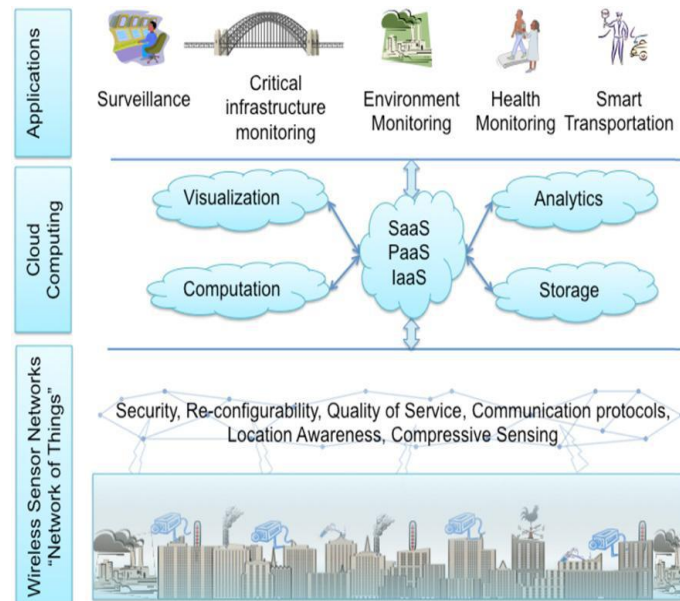 Applications
Surveillance
Critical
infrastructure
monitoring
Environment
Monitoring
Health
Monitoring
Smart
Transportation
Cloud
Computing
Visualization
Computation
SaaS
PaaS
IaaS
Analytics
Storage
Wireless Sensor Networks
“Network of Things”
Security, Re-configurability, Quality of Service, Communication protocols,
Location Awareness, Compressive Sensing